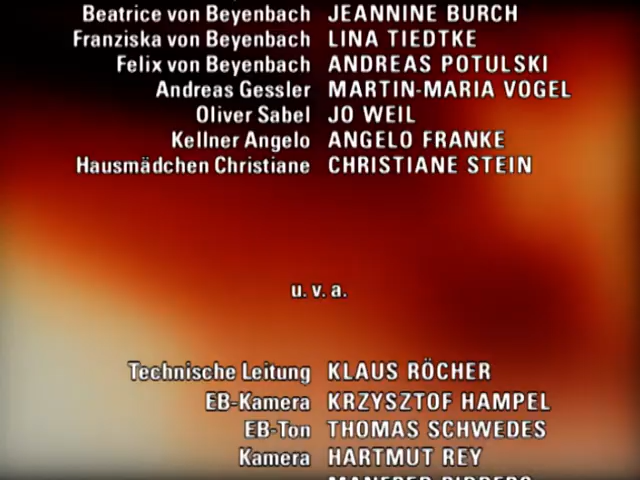 Beatrice von Beyenbach JEANNINE BURCH
Franziska von Beyenbach LINA TIEDTKE
Felix von Beyenbach ANDREAS POTULSKI
Andreas Gessler MARTIN-MARIA VOGEL
Oliver Sabel JO WEIL
Kellner Angelo ANGELO FRANKE
Hausmädchen Christiane CHRISTIANE STEIN
u. v. a.
Technische Leitung KLAUS RÖCHER
EB-Kamera KRZYSZTOF HAMPEL
EB-Ton THOMAS SCHWEDES
Kamera HARTMUT REY